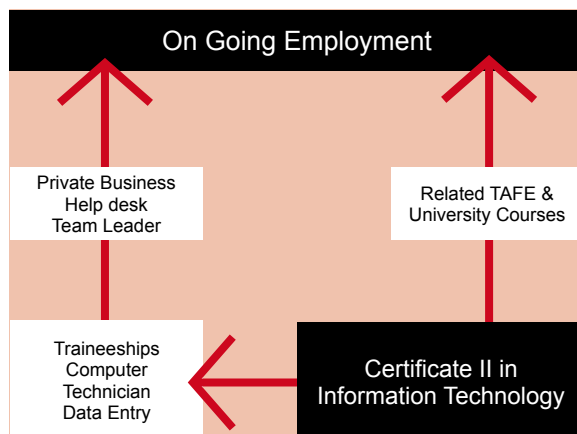 On Going Employment
Private Business
Help desk
Team Leader
Related TAFE &
University Courses
Traineeships
Computer
Technician
Data Entry
Certificate II in
Information Technology